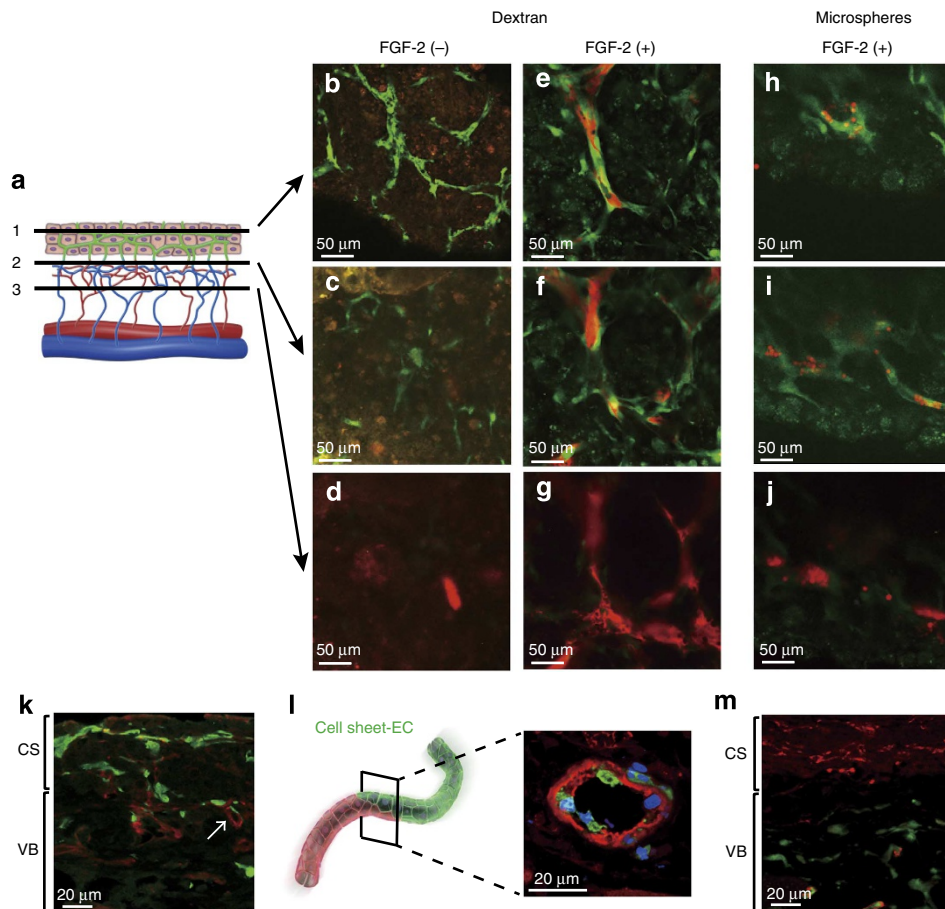 Dextran
Microspheres
FGF-2 (–)
FGF-2 (+)
FGF-2 (+)
a
1
2
3
b
50 μm
e
50 μm
h
50 μm
c
50 μm
f
50 μm
i
50 μm
d
50 μm
g
50 μm
j
50 μm
k
CS
VB
20 μm
l
Cell sheet-EC
20 μm
m
CS
VB
20 μm